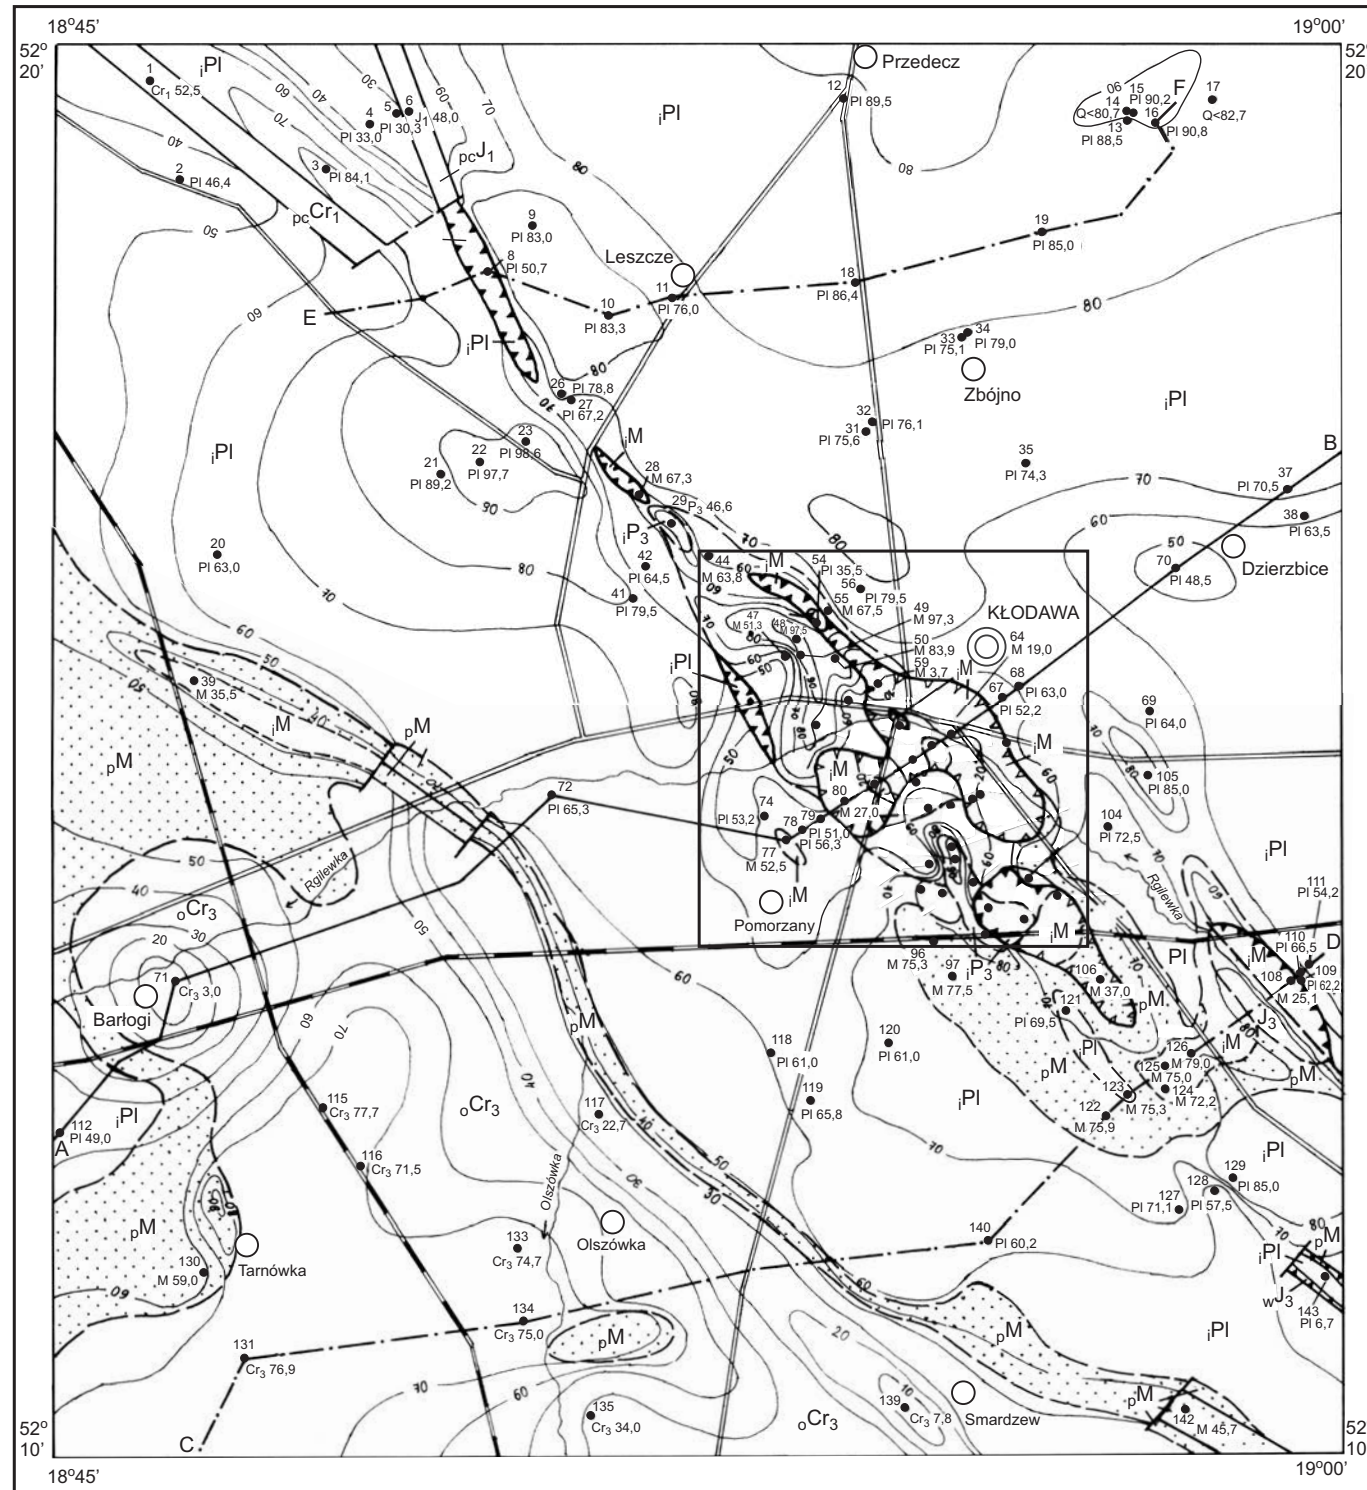 18°45'
19°00'
52°
20'
52°
20'
1
Cr₁ 52,5
iPl
4
Pl 33,0
5
Pl 30,3
6
J₁ 48,0
3
Pl 84,1
2
Pl 46,4
pcJ₁
pcCr₁
iPl
12
Pl 89,5
Przedecz
14
Q<80,7
15
Pl 90,2
F
13
Pl 88,5
16
Pl 90,8
17
Q<82,7
9
Pl 83,0
8
Pl 50,7
Leszcze
11
Pl 76,0
10
Pl 83,3
E
18
Pl 86,4
19
Pl 85,0
33
Pl 75,1
34
Pl 79,0
Zbójno
iPl
iPl
26
Pl 78,8
27
Pl 67,2
23
Pl 98,6
22
Pl 97,7
21
Pl 89,2
iPl
iM
28
M 67,3
29
P₃ 46,6
iP₃
32
Pl 76,1
31
Pl 75,6
35
Pl 74,3
B
37
Pl 70,5
38
Pl 63,5
70
Pl 48,5
Dzierzbice
20
Pl 63,0
42
Pl 64,5
41
Pl 79,5
44
M 63,8
iM
54
Pl 35,5
56
Pl 79,5
55
M 67,5
49
M 97,3
50
M 83,9
59
M 3,7
47
M 51,3
48
M 97,5
KŁODAWA
64
M 19,0
68
Pl 63,0
67
Pl 52,2
iM
iM
iPl
39
M 35,5
iM
pM
pM
69
Pl 64,0
105
Pl 85,0
104
Pl 72,5
72
Pl 65,3
74
Pl 53,2
78
Pl 56,3
79
Pl 51,0
80
M 27,0
iM
77
M 52,5
iM
Pomorzany
Rgilewka
Rgilewka
iPl
111
Pl 54,2
110
Pl 66,5
D
109
Pl 62,2
108
M 25,1
iM
J₃
Pl
oCr₃
71
Cr₃ 3,0
Barłogi
iM
96
M 75,3
97
M 77,5
iP₃
106
M 37,0
121
Pl 69,5
pM
iPl
pM
126
M 79,0
iM
125
M 75,0
124
M 72,2
123
M 75,3
122
M 75,9
pM
pM
118
Pl 61,0
120
Pl 61,0
119
Pl 65,8
iPl
115
Cr₃ 77,7
oCr₃
117
Cr₃ 22,7
116
Cr₃ 71,5
iPl
112
Pl 49,0
A
Olszówka
Olszówka
pM
130
M 59,0
Tarnówka
133
Cr₃ 74,7
134
Cr₃ 75,0
131
Cr₃ 76,9
C
pM
135
Cr₃ 34,0
140
Pl 60,2
iPl
129
Pl 85,0
128
Pl 57,5
127
Pl 71,1
iPl
pM
wJ₃
143
Pl 6,7
iPl
pM
pM
142
M 45,7
139
Cr₃ 7,8
Smardzew
oCr₃
52°
10'
52°
10'
18°45'
19°00'